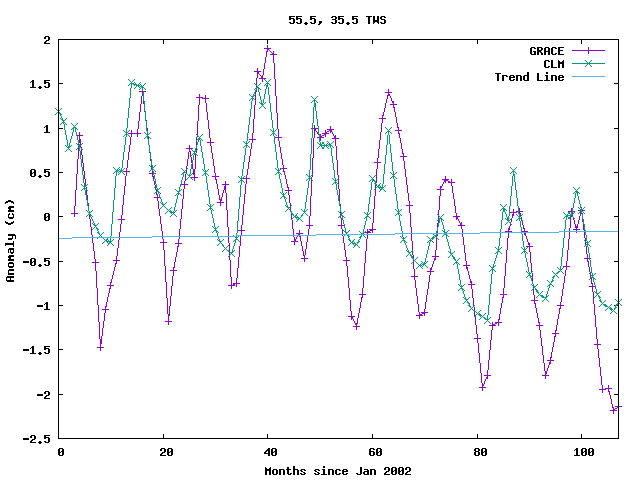 55.5, 35.5 TWS
GRACE
CLM
Trend Line
2
1.5
1
0.5
0
-0.5
-1
-1.5
-2
-2.5
Anomaly (cm)
0 20 40 60 80 100
Months since Jan 2002